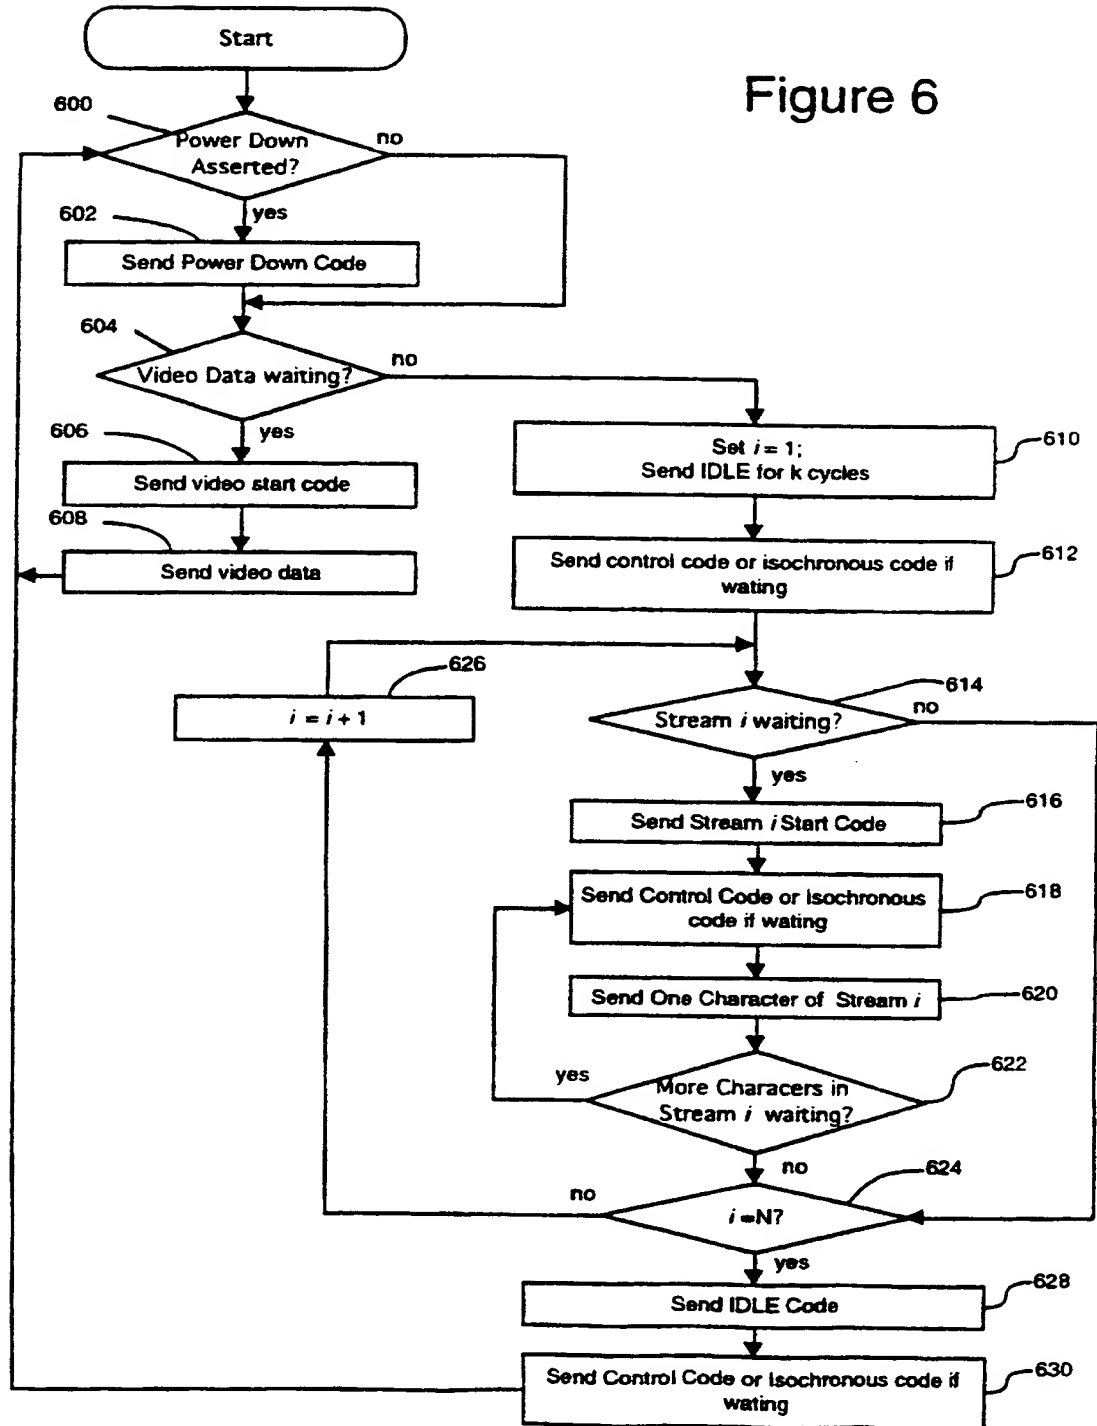 Start
Figure 6
600
Power Down
Asserted?
no
yes
602
Send Power Down Code
604
Video Data waiting?
no
yes
606
Send video start code
608
Send video data
610
Set i = 1;
Send IDLE for k cycles
612
Send control code or isochronous code if
wating
626
i = i + 1
614
Stream i waiting?
no
yes
616
Send Stream i Start Code
618
Send Control Code or Isochronous
code if wating
620
Send One Character of Stream i
622
More Characers in
Stream i waiting?
yes
no
624
i =N?
no
yes
628
Send IDLE Code
630
Send Control Code or Isochronous code if
wating